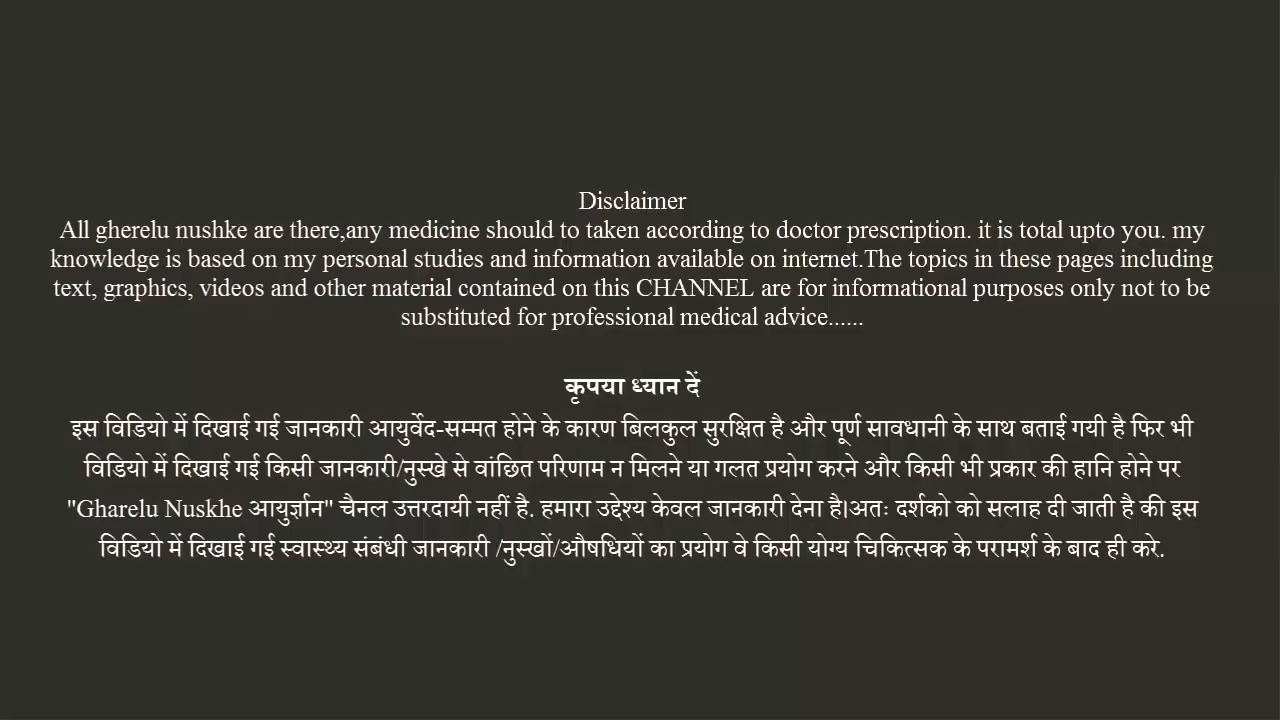 Disclaimer
All gherelu nushke are there,any medicine should to taken according to doctor prescription. it is total upto you. my
knowledge is based on my personal studies and information available on internet.The topics in these pages including
text, graphics, videos and other material contained on this CHANNEL are for informational purposes only not to be
substituted for professional medical advice......
कृपया ध्यान दें
इस विडियो में दिखाई गई जानकारी आयुर्वेद-सम्मत होने के कारण बिलकुल सुरक्षित है और पूर्ण सावधानी के साथ बताई गयी है फिर भी
विडियो में दिखाई गई किसी जानकारी/नुस्खे से वांछित परिणाम न मिलने या गलत प्रयोग करने और किसी भी प्रकार की हानि होने पर
"Gharelu Nuskhe आयुर्ज्ञान" चैनल उत्तरदायी नहीं है. हमारा उद्देश्य केवल जानकारी देना है।अतः दर्शको को सलाह दी जाती है की इस
विडियो में दिखाई गई स्वास्थ्य संबंधी जानकारी /नुस्खों/औषधियों का प्रयोग वे किसी योग्य चिकित्सक के परामर्श के बाद ही करे.